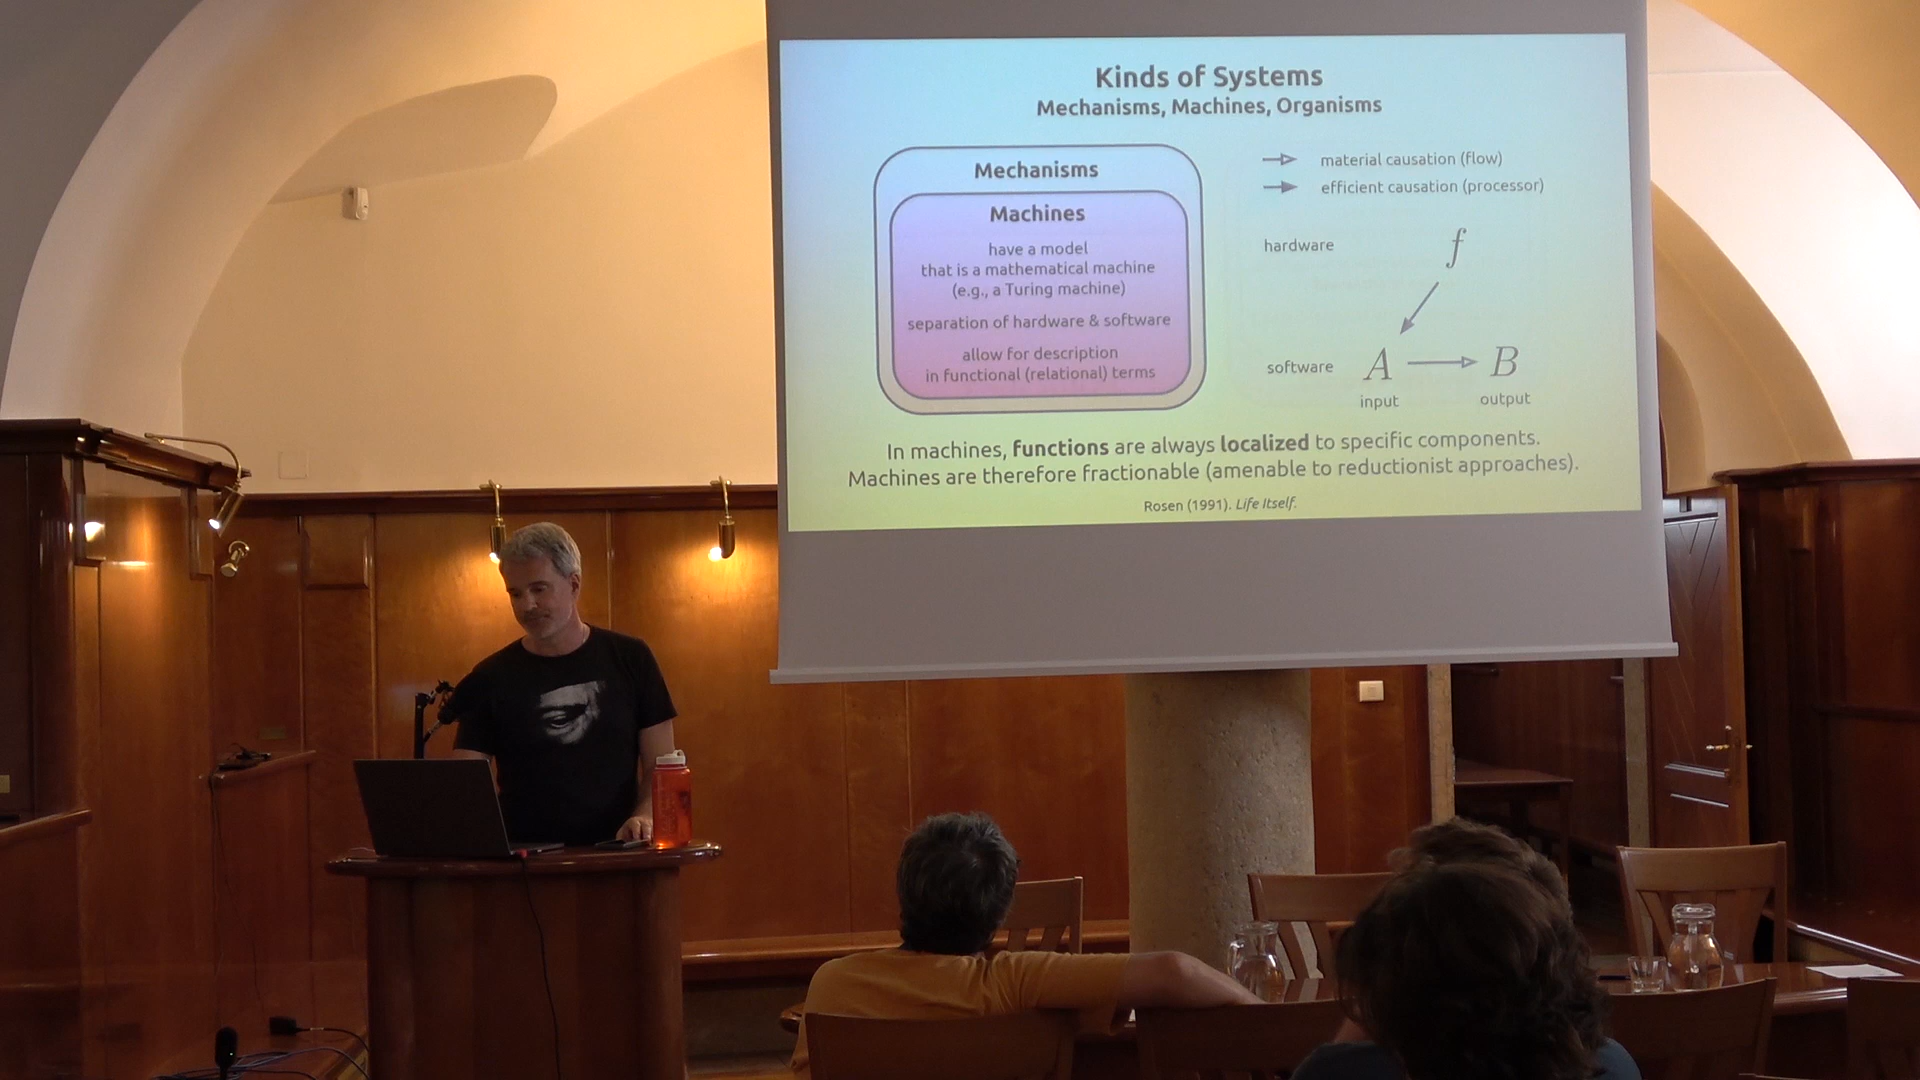 Kinds of Systems
Mechanisms, Machines, Organisms
Mechanisms
Machines
have a model
that is a mathematical machine
(e.g., a Turing machine)
separation of hardware & software
allow for description
in functional (relational) terms
material causation (flow)
efficient causation (processor)
hardware f
software A B
input output
In machines, functions are always localized to specific components.
Machines are therefore fractionable (amenable to reductionist approaches).
Rosen (1991). Life Itself.